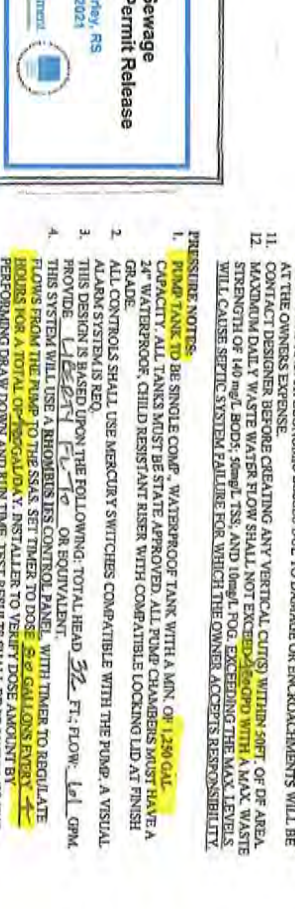 Sewage
Permit Release
rley, RS
2021
ment
AT THE OWNERS EXPENSE.
11. CONTACT DESIGNER BEFORE CREATING ANY VERTICAL CUT(S) WITHIN 50FT. OF DF AREA.
12. MAXIMUM DAILY WASTE WATER FLOW SHALL NOT EXCEED GPD WITH A MAX. WASTE
STRENGTH OF 140 mg/L BOD5; 80mg/L TSS; AND 10mg/L FOG. EXCEEDING THE MAX. LEVELS
WILL CAUSE SEPTIC SYSTEM FAILURE FOR WHICH THE OWNER ACCEPTS RESPONSIBILITY.
PRESSURE NOTES:
1. PUMP TANK TO BE SINGLE COMP., WATERPROOF TANK WITH A MIN. OF 1,250 GAL.
CAPACITY. ALL TANKS MUST BE STATE APPROVED. ALL PUMP CHAMBERS MUST HAVE A
24" WATERPROOF, CHILD RESISTANT RISER WITH COMPATIBLE LOCKING LID AT FINISH
GRADE.
2. ALL CONTROLS SHALL USE MERCURY SWITCHES COMPATIBLE WITH THE PUMP. A VISUAL
ALARM SYSTEM IS REQ.
3. THIS DESIGN IS BASED UPON THE FOLLOWING: TOTAL HEAD 32 FT.; FLOW: GPM.
PROVIDE OR EQUIVALENT.
4. THIS SYSTEM WILL USE A RHOMBUS IFS CONTROL PANEL, WITH TIMER TO REGULATE
FLOWS FROM THE PUMP TO THE SSAS. SET TIMER TO DOSE GALLONS EVERY 4
HOURS FOR A TOTAL OF GAL/DAY. INSTALLER TO VERIFY DOSE AMOUNT BY
PERFORMING DRAW DOWN AND RUN TIME.